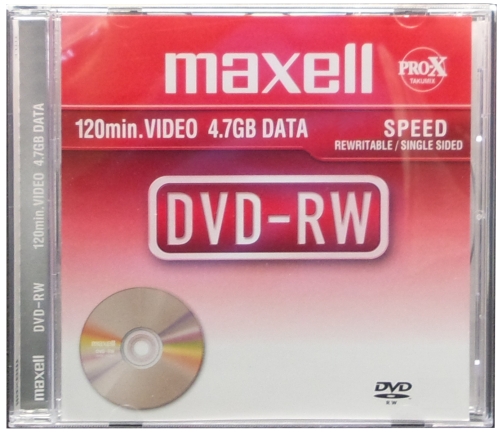 maxell
PRO-X
120min.VIDEO 4.7GB DATA
SPEED
REWRITABLE / SINGLE SIDED
DVD-RW
maxell
DVD
RW
maxell DVD-RW 120min.VIDEO 4.7GB DATA